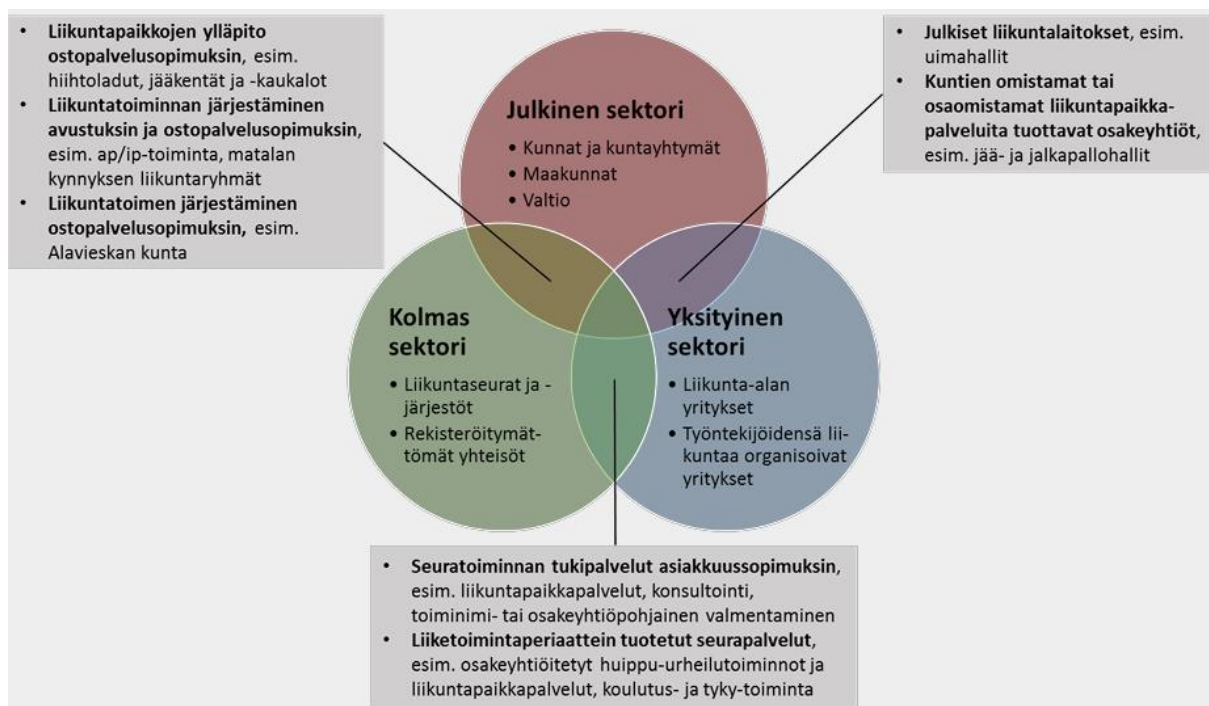 • Liikuntapaikkojen ylläpito
ostopalvelusopimuksin, esim.
hiihtoladut, jääkentät ja -kaukalot
• Liikuntatoiminnan järjestäminen
avustuksin ja ostopalvelusopimuksin,
esim. ap/ip-toiminta, matalan
kynnyksen liikuntaryhmät
• Liikuntatoimen järjestäminen
ostopalvelusopimuksin, esim.
Alavieskan kunta
• Julkiset liikuntalaitokset, esim.
uimahallit
• Kuntien omistamat tai
osaomistamat liikuntapaikka-
palveluita tuottavat osakeyhtiöt,
esim. jää- ja jalkapallohallit
Julkinen sektori
• Kunnat ja kuntayhtymät
• Maakunnat
• Valtio
Kolmas
sektori
• Liikuntaseurat ja -
järjestöt
• Rekisteröitymät-
tömät yhteisöt
Yksityinen
sektori
• Liikunta-alan
yritykset
• Työntekijöidensä lii-
kuntaa organisoivat
yritykset
• Seuratoiminnan tukipalvelut asiakkuussopimuksin,
esim. liikuntapaikkapalvelut, konsultointi,
toiminimi- tai osakeyhtiöpohjainen valmentaminen
• Liiketoimintaperiaattein tuotetut seurapalvelut,
esim. osakeyhtiöitetyt huippu-urheilutoiminnot ja
liikuntapaikkapalvelut, koulutus- ja tyky-toiminta